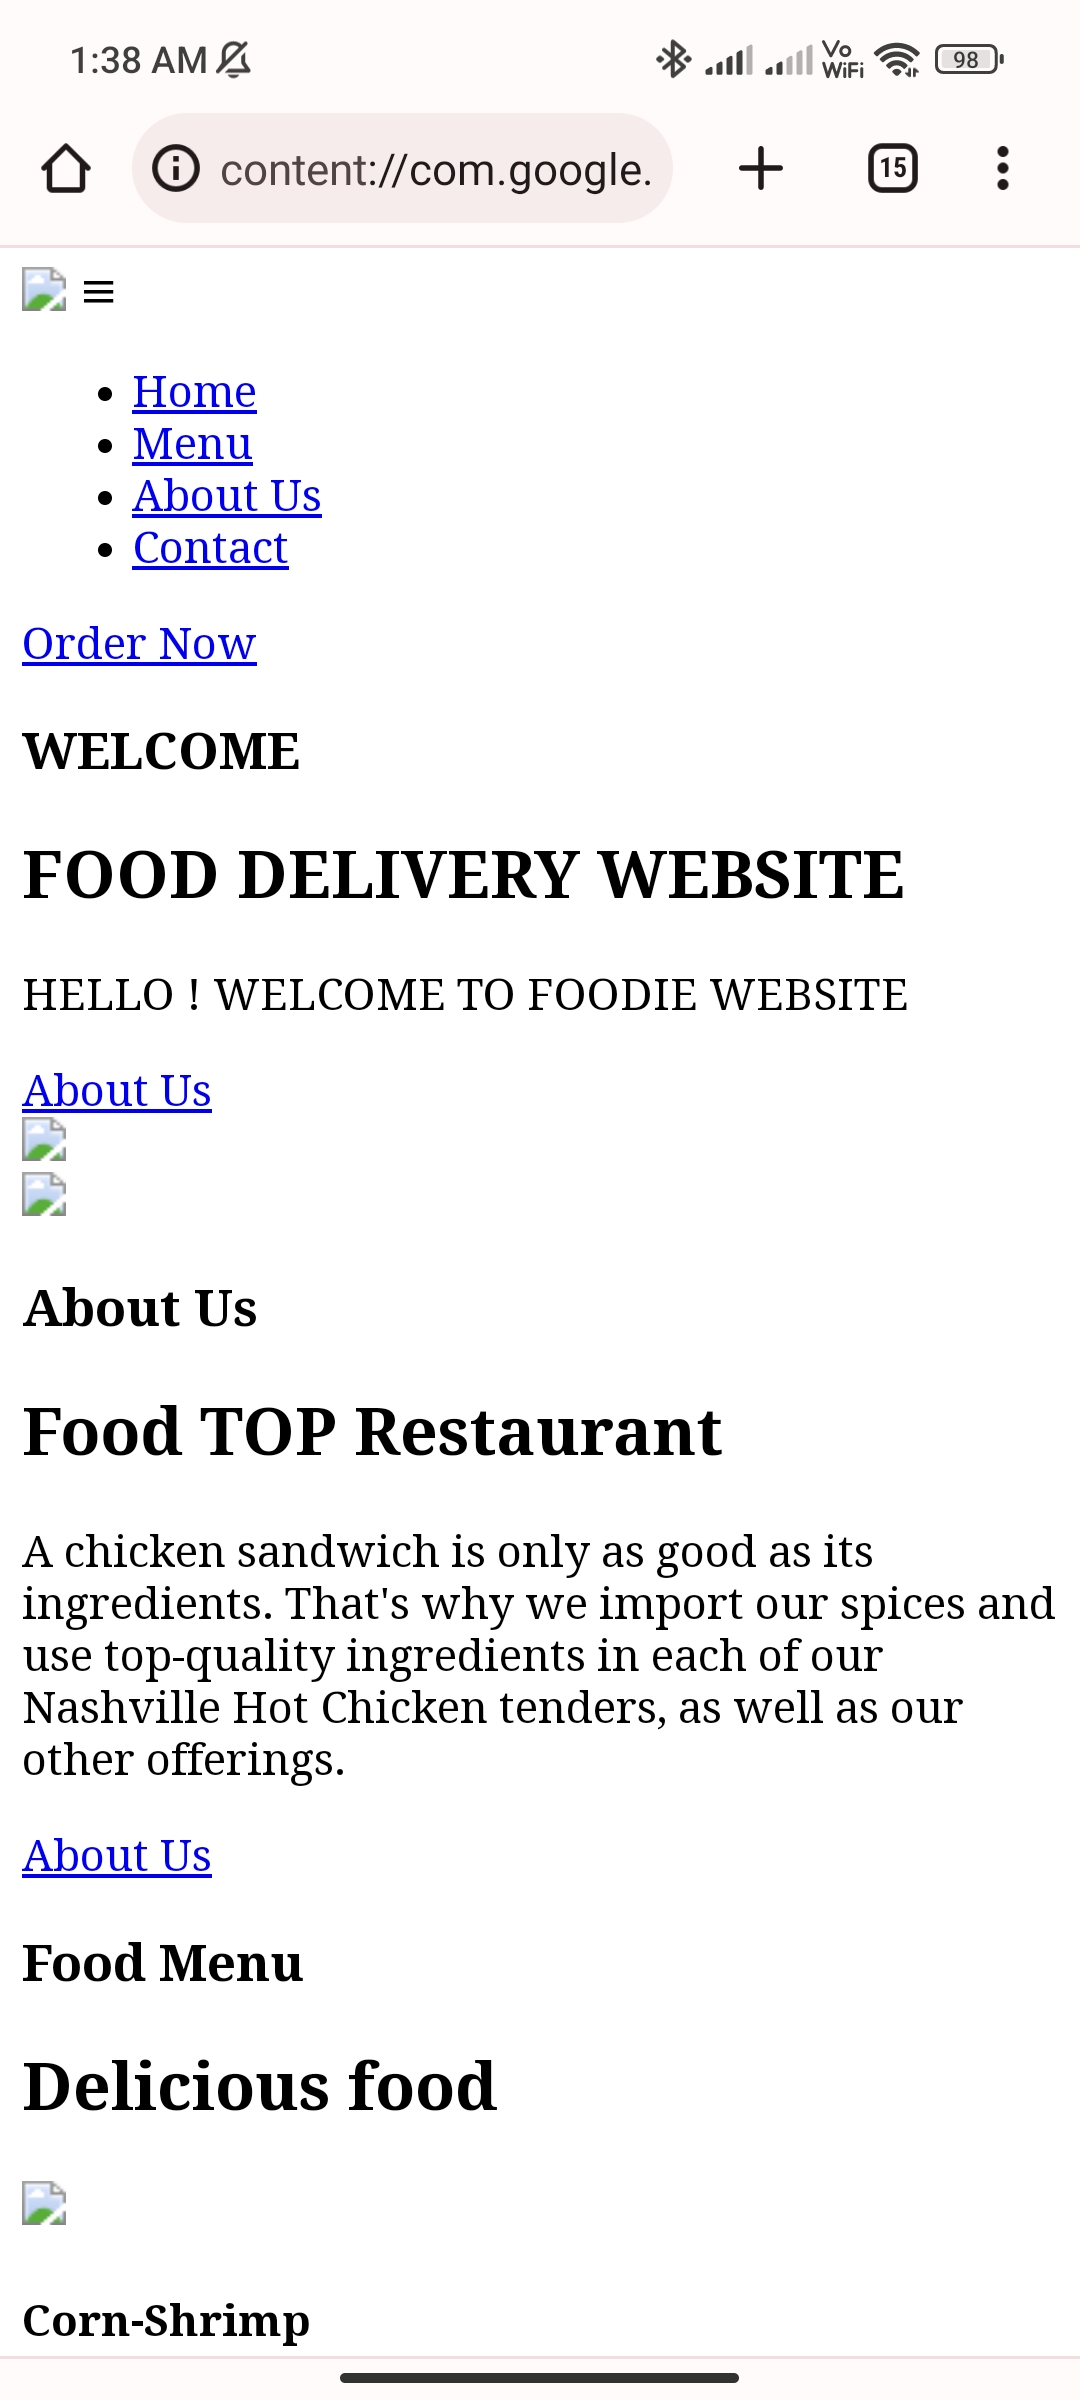 1:38 AM
Vo WiFi
98
content://com.google.
15
Home
Menu
About Us
Contact
Order Now
WELCOME
FOOD DELIVERY WEBSITE
HELLO ! WELCOME TO FOODIE WEBSITE
About Us
About Us
Food TOP Restaurant
A chicken sandwich is only as good as its
ingredients. That's why we import our spices and
use top-quality ingredients in each of our
Nashville Hot Chicken tenders, as well as our
other offerings.
About Us
Food Menu
Delicious food
Corn-Shrimp